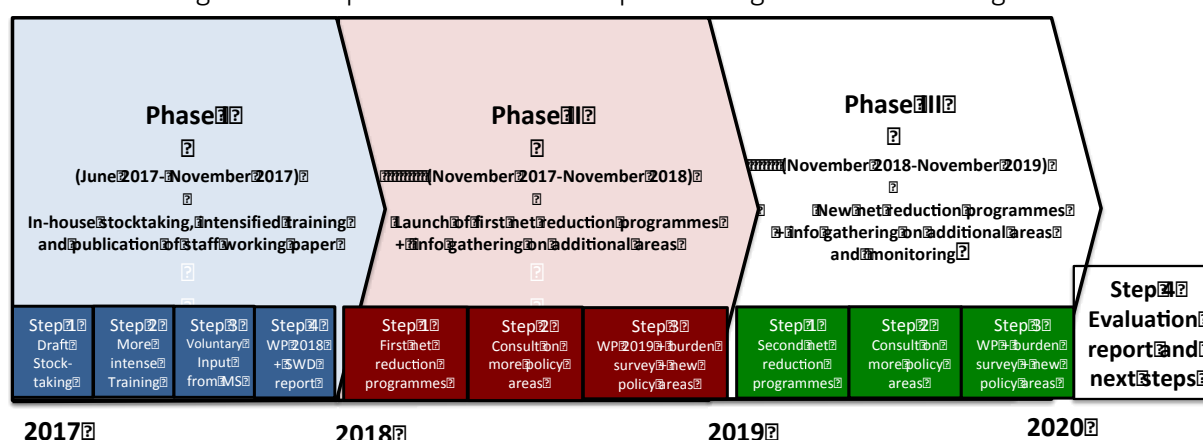 Phase I
(June 2017- November 2017)
In-house stocktaking, intensified training
and publication of staff working paper
Phase II
(November 2017-November 2018)
Launch of first net reduction programmes
+ info gathering on additional areas
Phase III
(November 2018-November 2019)
New net reduction programmes
+ info gathering on additional areas
and monitoring
Step 1
Draft
Stock-
taking
Step 2
More
intense
Training
Step 3
Voluntary
Input
from MS
Step 4
WP 2018
+ SWD
report
Step 1
First net
reduction
programmes
Step 2
Consult on
more policy
areas
Step 3
WP 2019 + burden
survey + new
policy areas
Step 1
Second net
reduction
programmes
Step 2
Consult on
more policy
areas
Step 3
WP + burden
survey + new
policy areas
Step 4
Evaluation
report and
next steps
2017
2018
2019
2020